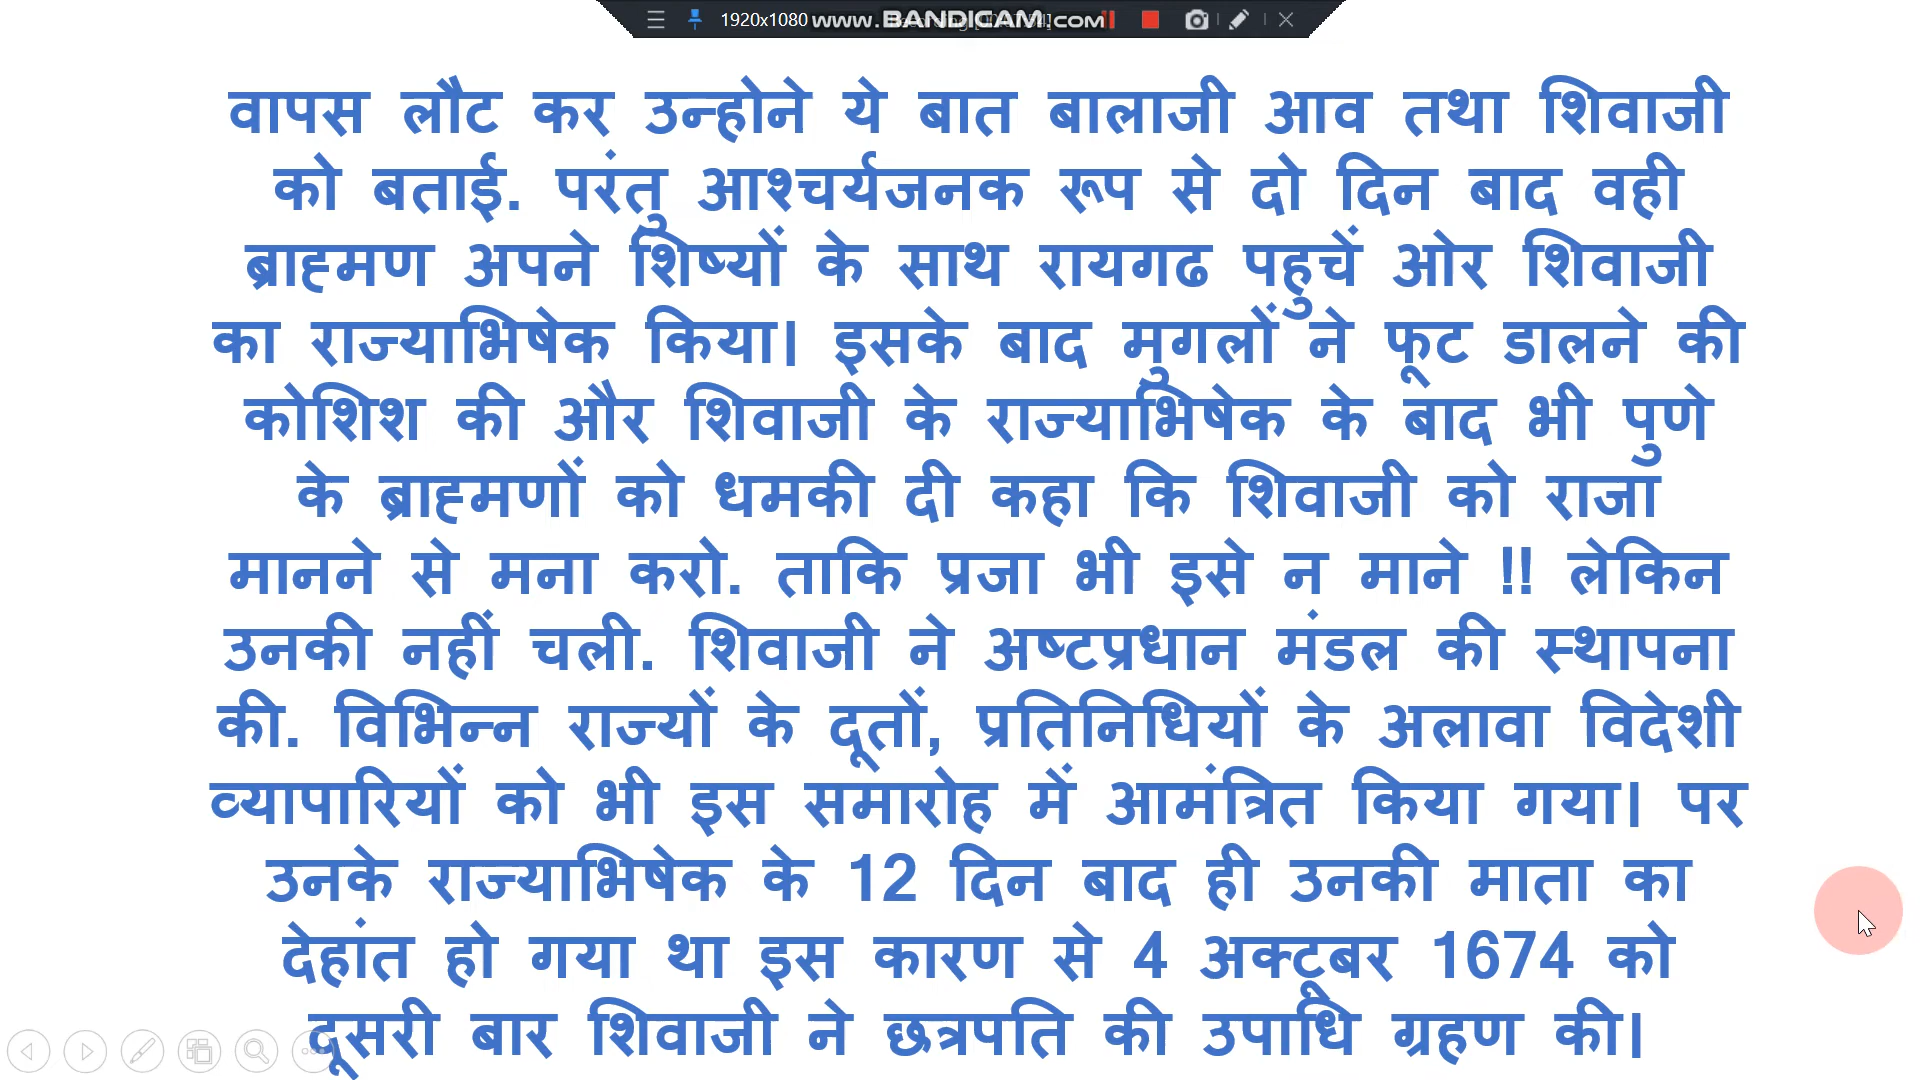 1920x1080 www.BANDICAM.com
वापस लौट कर उन्होने ये बात बालाजी आव तथा शिवाजी
को बताई. परंतु आश्चर्यजनक रूप से दो दिन बाद वही
ब्राह्मण अपने शिष्यों के साथ रायगढ पहुचें ओर शिवाजी
का राज्याभिषेक किया। इसके बाद मुगलों ने फूट डालने की
कोशिश की और शिवाजी के राज्याभिषेक के बाद भी पुणे
के ब्राह्मणों को धमकी दी कहा कि शिवाजी को राजा
मानने से मना करो. ताकि प्रजा भी इसे न माने !! लेकिन
उनकी नहीं चली. शिवाजी ने अष्टप्रधान मंडल की स्थापना
की. विभिन्न राज्यों के दूतों, प्रतिनिधियों के अलावा विदेशी
व्यापारियों को भी इस समारोह में आमंत्रित किया गया। पर
उनके राज्याभिषेक के 12 दिन बाद ही उनकी माता का
देहांत हो गया था इस कारण से 4 अक्टूबर 1674 को
दूसरी बार शिवाजी ने छत्रपति की उपाधि ग्रहण की।